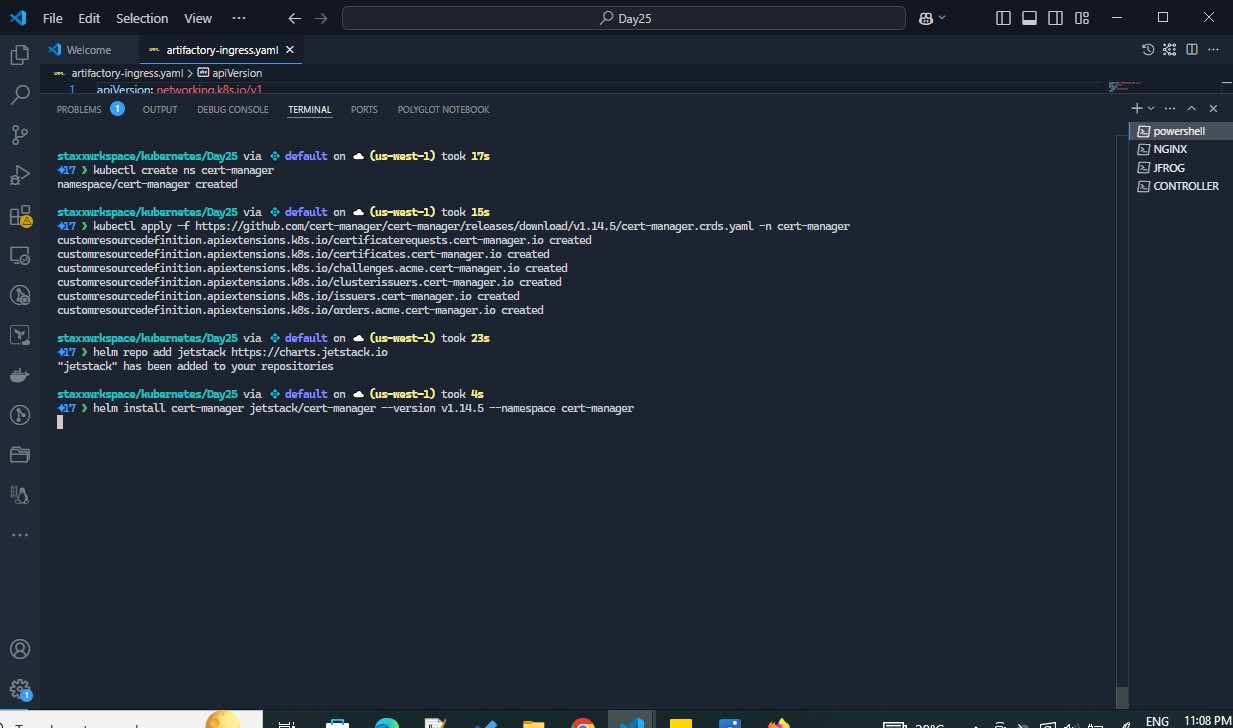 File Edit Selection View ··· Day25
Welcome artifactory-ingress.yaml
artifactory-ingress.yaml > apiVersion
1 apiVersion: networking.k8s.io/v1
PROBLEMS 1 OUTPUT DEBUG CONSOLE TERMINAL PORTS POLYGLOT NOTEBOOK
powershell
NGINX
JFROG
CONTROLLER
staxxwrkspace/kubernetes/Day25 via default on (us-west-1) took 17s
17 ❯ kubectl create ns cert-manager
namespace/cert-manager created
staxxwrkspace/kubernetes/Day25 via default on (us-west-1) took 15s
17 ❯ kubectl apply -f https://github.com/cert-manager/cert-manager/releases/download/v1.14.5/cert-manager.crds.yaml -n cert-manager
customresourcedefinition.apiextensions.k8s.io/certificaterequests.cert-manager.io created
customresourcedefinition.apiextensions.k8s.io/certificates.cert-manager.io created
customresourcedefinition.apiextensions.k8s.io/challenges.acme.cert-manager.io created
customresourcedefinition.apiextensions.k8s.io/clusterissuers.cert-manager.io created
customresourcedefinition.apiextensions.k8s.io/issuers.cert-manager.io created
customresourcedefinition.apiextensions.k8s.io/orders.acme.cert-manager.io created
staxxwrkspace/kubernetes/Day25 via default on (us-west-1) took 23s
17 ❯ helm repo add jetstack https://charts.jetstack.io
"jetstack" has been added to your repositories
staxxwrkspace/kubernetes/Day25 via default on (us-west-1) took 4s
17 ❯ helm install cert-manager jetstack/cert-manager --version v1.14.5 --namespace cert-manager
1
ENG 11:08 PM